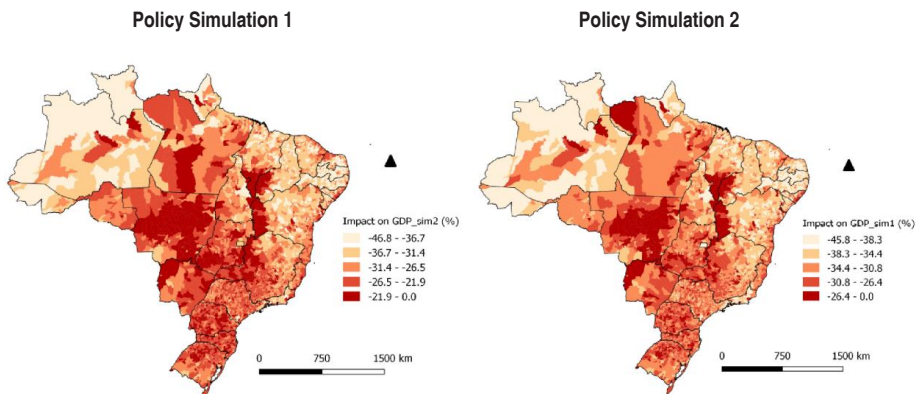 Policy Simulation 1
Impact on GDP_sim2 (%)
-46.8 - -36.7
-36.7 - -31.4
-31.4 - -26.5
-26.5 - -21.9
-21.9 - 0.0
0 750 1500 km
Policy Simulation 2
Impact on GDP_sim1 (%)
-45.8 - -38.3
-38.3 - -34.4
-34.4 - -30.8
-30.8 - -26.4
-26.4 - 0.0
0 750 1500 km